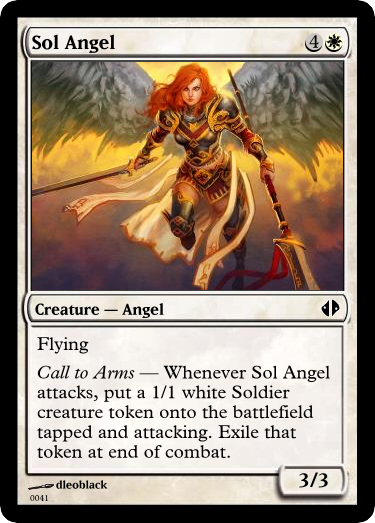 Sol Angel 4
Creature — Angel
Flying
Call to Arms — Whenever Sol Angel
attacks, put a 1/1 white Soldier
creature token onto the battlefield
tapped and attacking. Exile that
token at end of combat.
3/3
dleoblack
0041